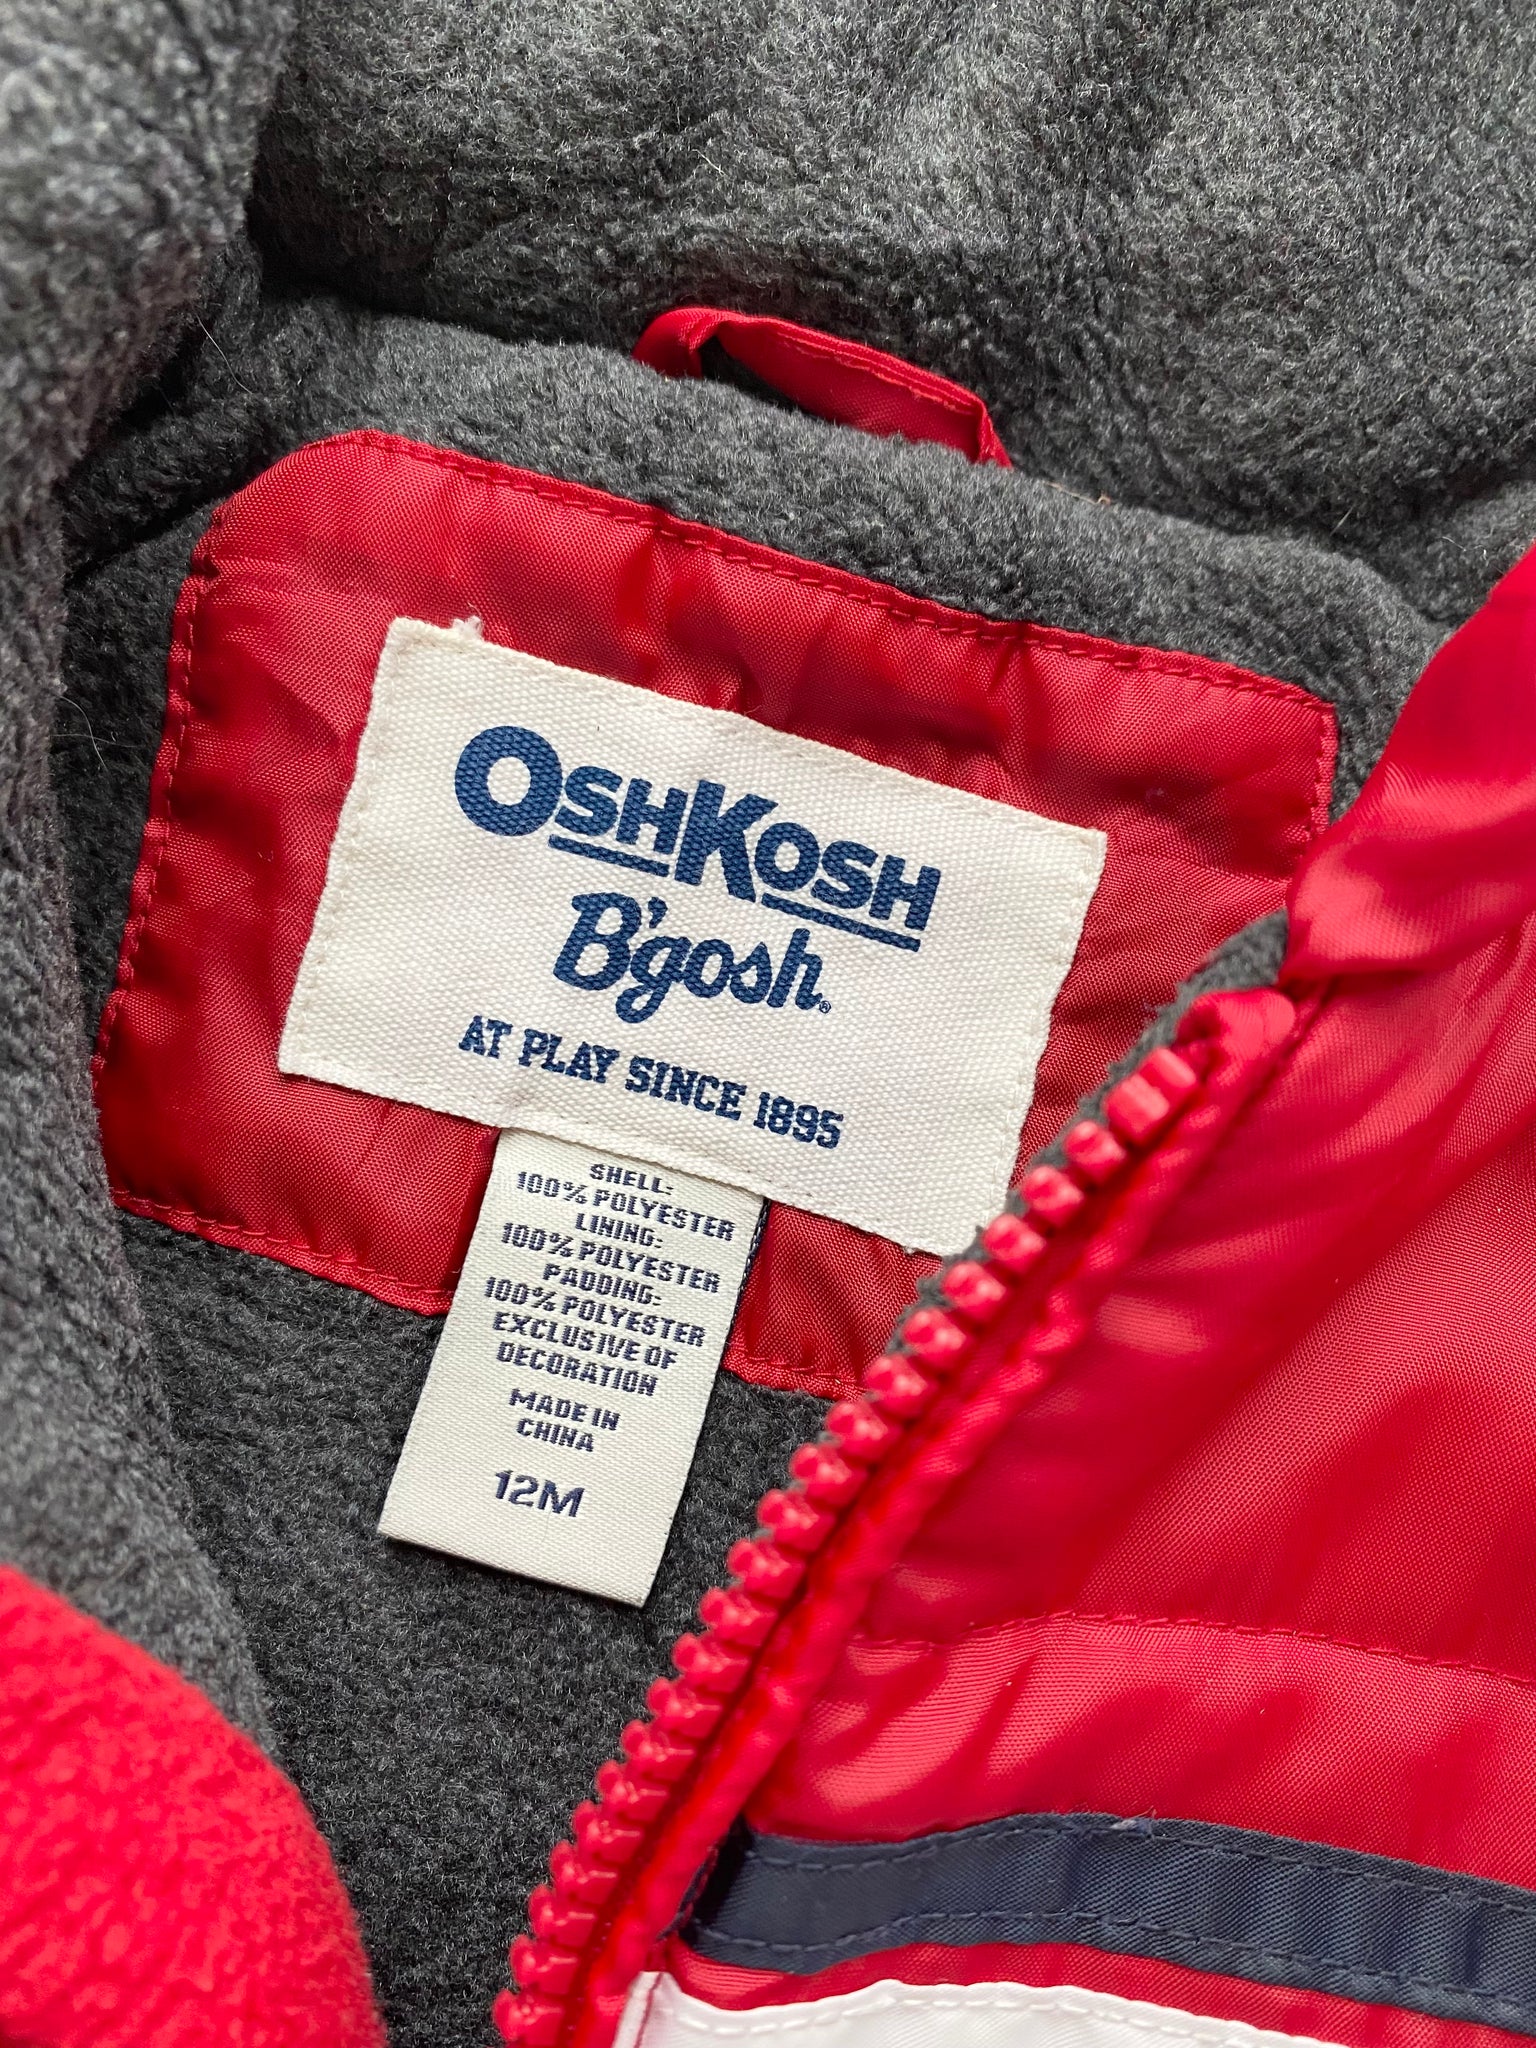 OSHKOSH
B'gosh®
AT PLAY SINCE 1895
SHELL:
100% POLYESTER
LINING:
100% POLYESTER
PADDING:
100% POLYESTER
EXCLUSIVE OF
DECORATION
MADE IN
CHINA
12M